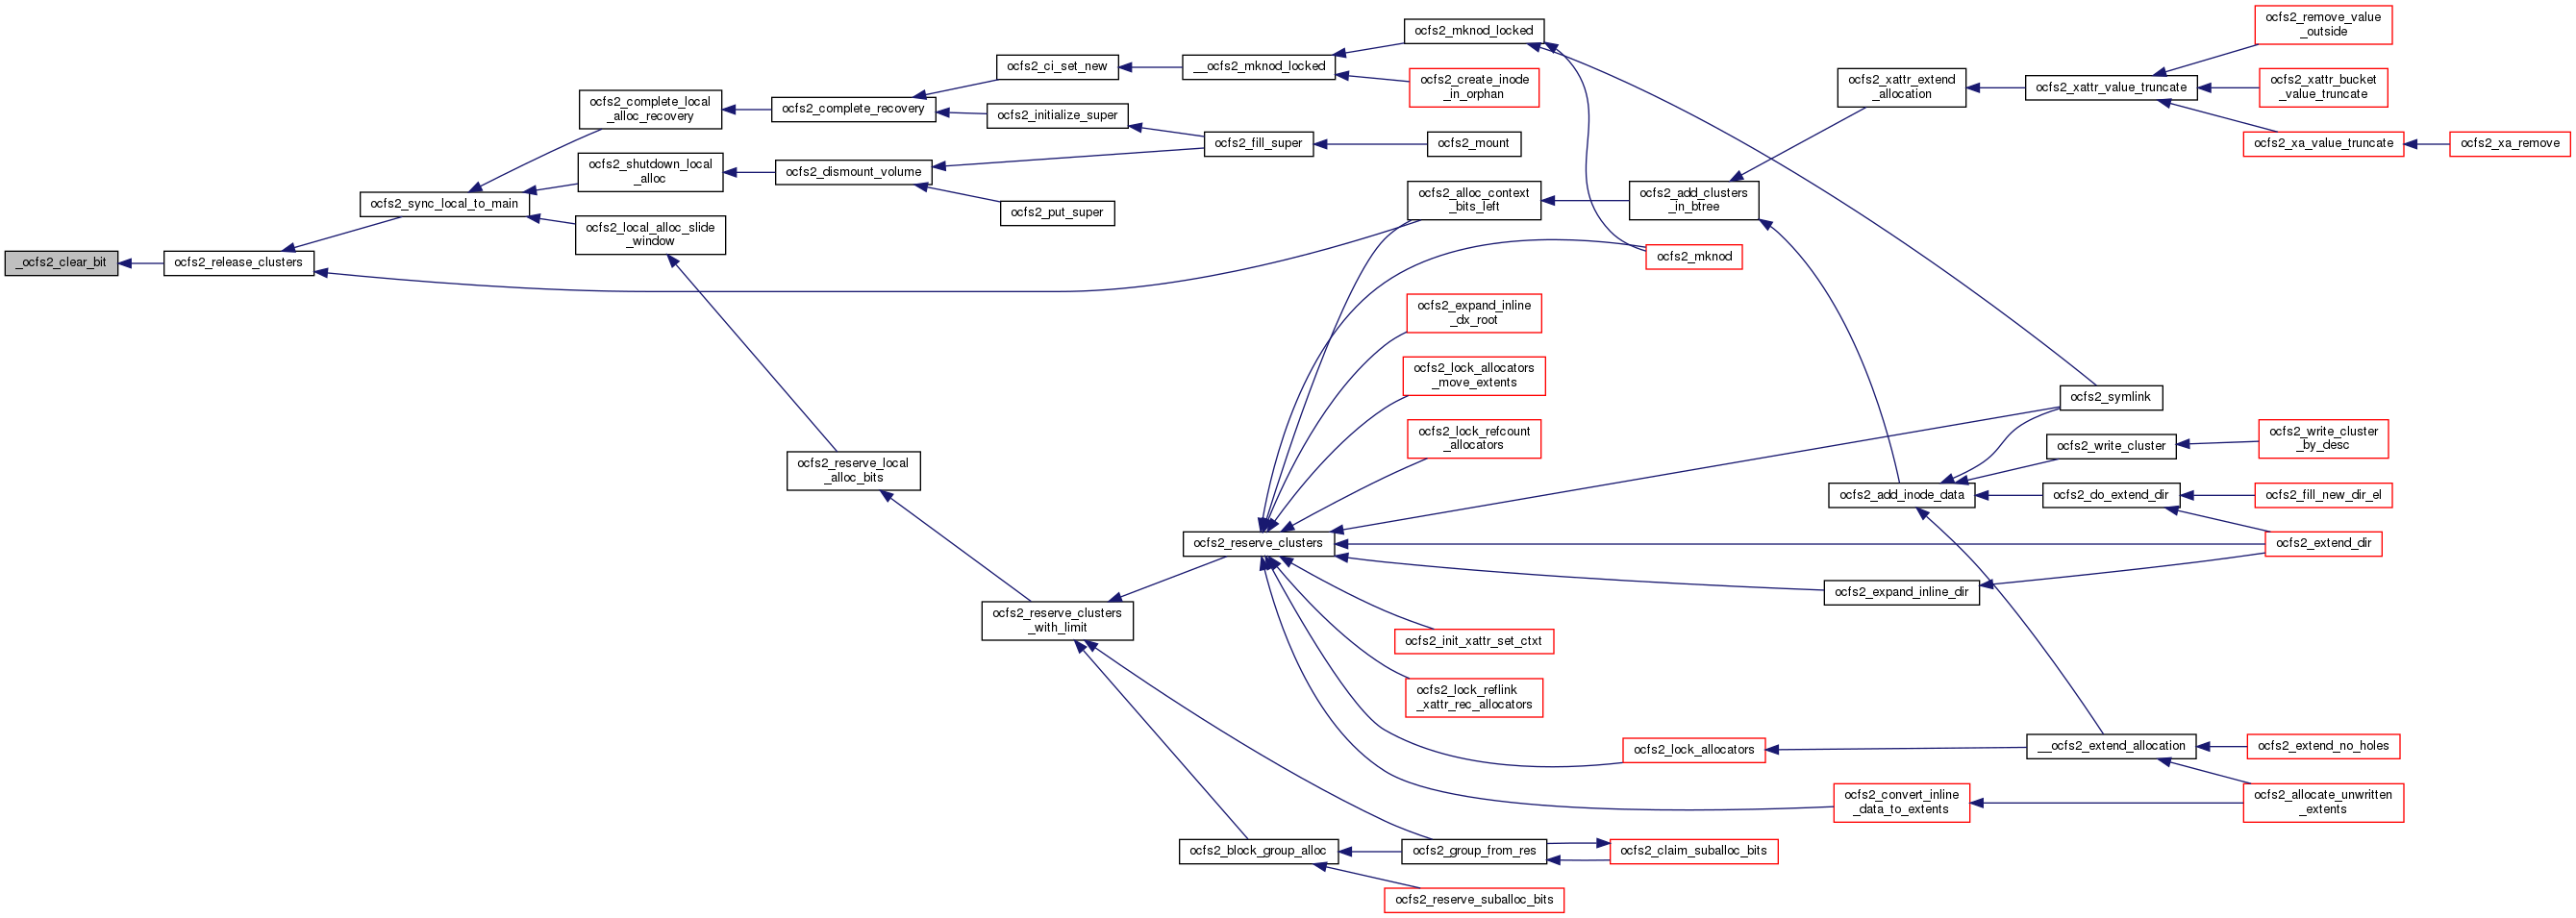 _ocfs2_clear_bit
ocfs2_release_clusters
ocfs2_sync_local_to_main
ocfs2_complete_local
_alloc_recovery
ocfs2_shutdown_local
_alloc
ocfs2_local_alloc_slide
_window
ocfs2_complete_recovery
ocfs2_dismount_volume
ocfs2_reserve_local
_alloc_bits
ocfs2_ci_set_new
ocfs2_initialize_super
ocfs2_put_super
ocfs2_reserve_clusters
_with_limit
__ocfs2_mknod_locked
ocfs2_fill_super
ocfs2_reserve_clusters
ocfs2_block_group_alloc
ocfs2_mknod_locked
ocfs2_create_inode
_in_orphan
ocfs2_mount
ocfs2_alloc_context
_bits_left
ocfs2_expand_inline
_dx_root
ocfs2_lock_allocators
_move_extents
ocfs2_lock_refcount
_allocators
ocfs2_init_xattr_set_ctxt
ocfs2_lock_reflink
_xattr_rec_allocators
ocfs2_group_from_res
ocfs2_reserve_suballoc_bits
ocfs2_add_clusters
_in_btree
ocfs2_mknod
ocfs2_lock_allocators
ocfs2_claim_suballoc_bits
ocfs2_xattr_extend
_allocation
ocfs2_add_inode_data
ocfs2_expand_inline_dir
ocfs2_convert_inline
_data_to_extents
ocfs2_xattr_value_truncate
ocfs2_symlink
ocfs2_write_cluster
ocfs2_do_extend_dir
__ocfs2_extend_allocation
ocfs2_remove_value
_outside
ocfs2_xattr_bucket
_value_truncate
ocfs2_xa_value_truncate
ocfs2_write_cluster
_by_desc
ocfs2_fill_new_dir_el
ocfs2_extend_dir
ocfs2_extend_no_holes
ocfs2_allocate_unwritten
_extents
ocfs2_xa_remove